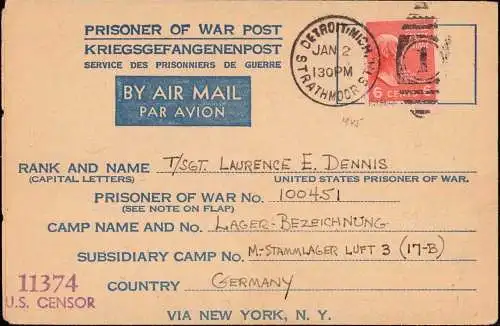 PRISONER OF WAR POST
KRIEGSGEFANGENENPOST
SERVICE DES PRISONNIERS DE GUERRE
BY AIR MAIL
PAR AVION
DETROIT, MICH.
JAN 2
1 30 PM
STRATHMOOR STA.
1
6 CENTS
RANK AND NAME T/SGT. LAURENCE E. DENNIS
(CAPITAL LETTERS) UNITED STATES PRISONER OF WAR.
PRISONER OF WAR No. 100451
(SEE NOTE ON FLAP)
CAMP NAME AND No. LAGER-BEZEICHNUNG
SUBSIDIARY CAMP No. M-STAMMLAGER LUFT 3 (17-B)
COUNTRY GERMANY
11374
U.S. CENSOR
VIA NEW YORK, N. Y.